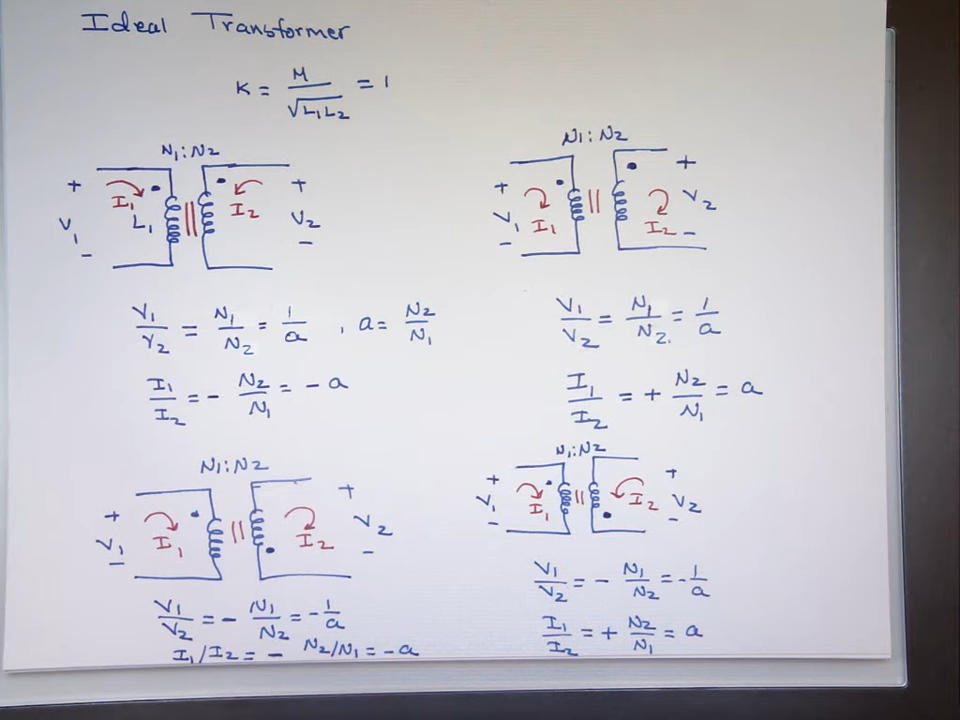 Ideal Transformer
K = M / √L1L2 = 1
N1:N2
+ I1 I2 +
V1 L1 V2
- -
V1/V2 = N1/N2 = 1/a , a = N2/N1
I1/I2 = - N2/N1 = - a
N1:N2
+ +
V1 I1 I2 V2
- -
V1/V2 = N1/N2 = 1/a
I1/I2 = + N2/N1 = a
N1:N2
+ +
V1 I1 I2 V2
- -
V1/V2 = - N1/N2 = - 1/a
I1/I2 = - N2/N1 = - a
N1:N2
+ +
V1 I1 I2 V2
- -
V1/V2 = - N1/N2 = - 1/a
I1/I2 = + N2/N1 = a